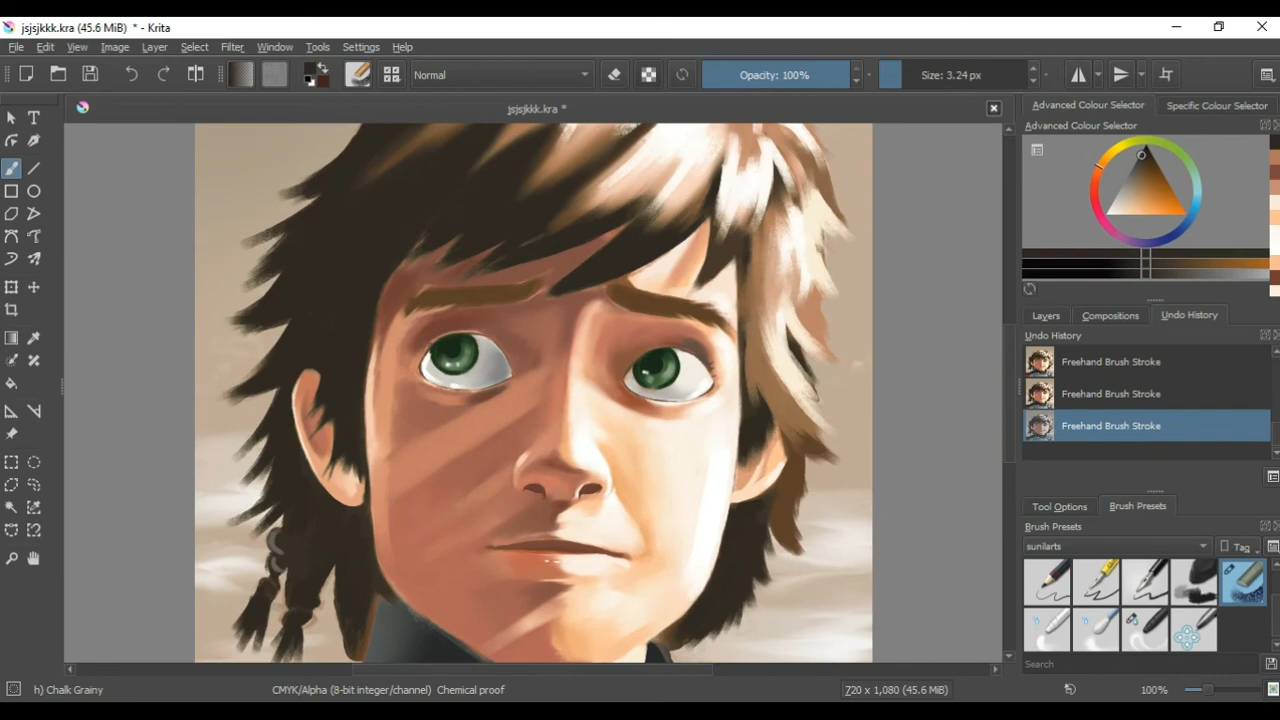 jsjsjkkk.kra (45.6 MiB) * - Krita
File Edit View Image Layer Select Filter Tools Settings Window Help
Normal Opacity: 100% Size: 3.24 px
jsjsjkkk.kra *
Advanced Colour Selector Specific Colour Selector
Advanced Colour Selector
Layers Compositions Undo History
Undo History
Freehand Brush Stroke
Freehand Brush Stroke
Freehand Brush Stroke
Tool Options Brush Presets
Brush Presets
sunilarts Tag
Search
h) Chalk Grainy CMYK/Alpha (8-bit integer/channel) Chemical proof 720 x 1,080 (45.6 MiB) 100%